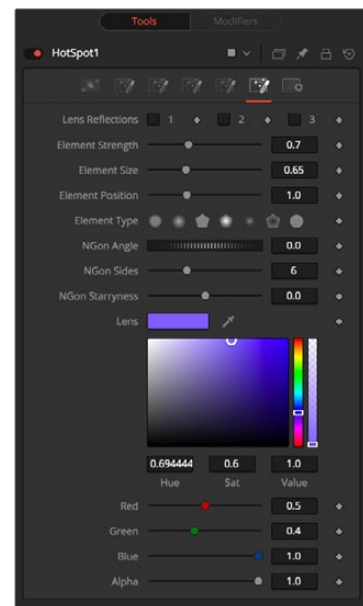 Tools Modifiers
HotSpot1
Lens Reflections 1 2 3
Element Strength 0.7
Element Size 0.65
Element Position 1.0
Element Type
NGon Angle 0.0
NGon Sides 6
NGon Starryness 0.0
Lens
0.694444 0.6 1.0
Hue Sat Value
Red 0.5
Green 0.4
Blue 1.0
Alpha 1.0